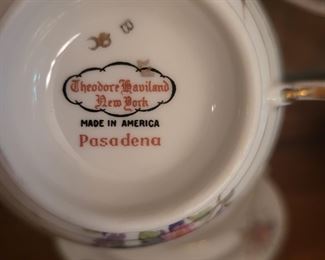 Theodore Haviland
New York
MADE IN AMERICA
Pasadena